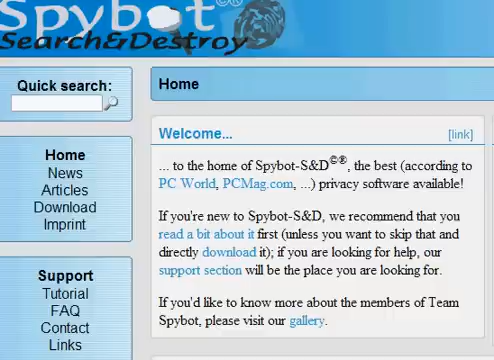 Spybot©®
Search&Destroy
Quick search:
Home
News
Articles
Download
Imprint
Support
Tutorial
FAQ
Contact
Links
Home
Welcome... [link]
... to the home of Spybot-S&D©®, the best (according to
PC World, PCMag.com, ...) privacy software available!
If you're new to Spybot-S&D, we recommend that you
read a bit about it first (unless you want to skip that and
directly download it); if you are looking for help, our
support section will be the place you are looking for.
If you'd like to know more about the members of Team
Spybot, please visit our gallery.